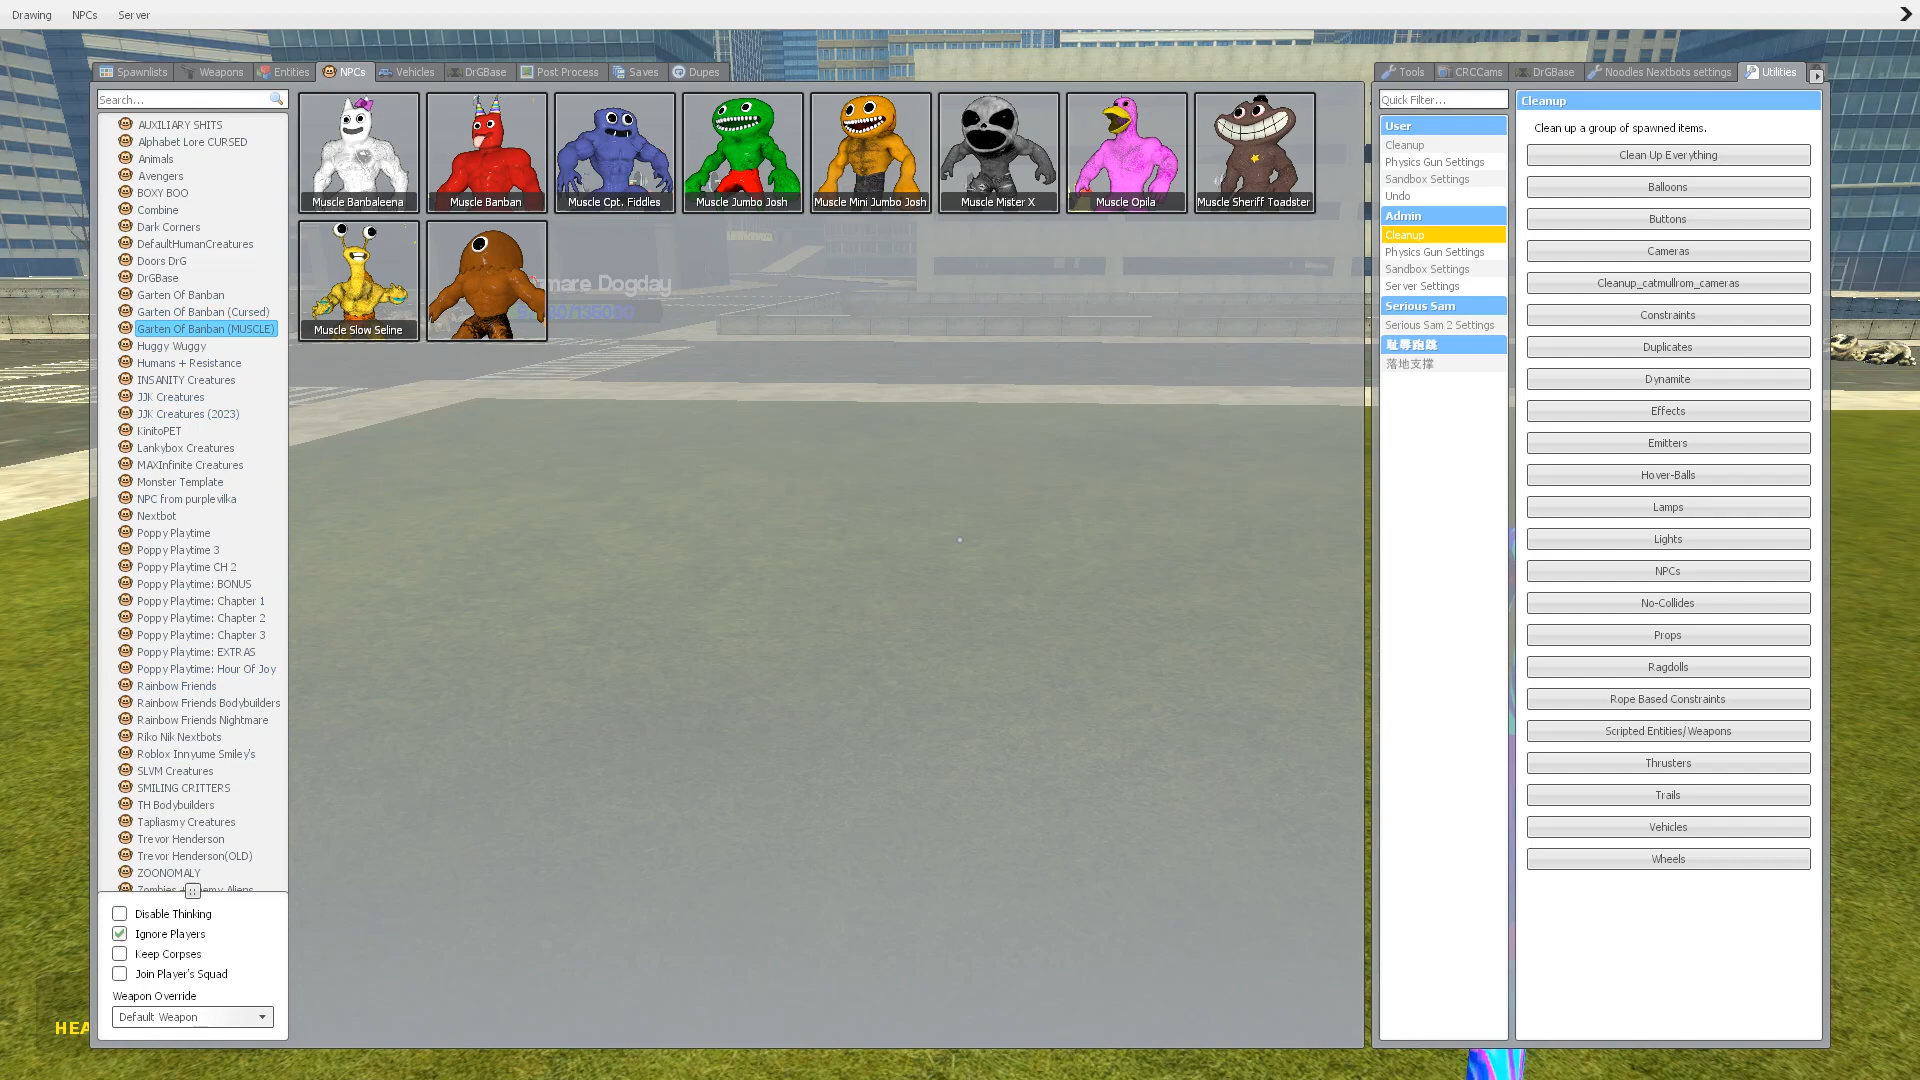 Drawing NPCs Server
Spawnlists Weapons Entities NPCs Vehicles DrGBase Post Process Saves Dupes
Search...
AUXILIARY SHITS
Alphabet Lore CURSED
Animals
Avengers
BOXY BOO
Combine
Dark Corners
DefaultHumanCreatures
Doors DrG
DrGBase
Garten Of Banban
Garten Of Banban (Cursed)
Garten Of Banban (MUSCLE)
Huggy Wuggy
Humans + Resistance
INSANITY Creatures
JJK Creatures
JJK Creatures (2023)
KinitoPET
Lankybox Creatures
MAXInfinite Creatures
Monster Template
NPC from purplevilka
Nextbot
Poppy Playtime
Poppy Playtime 3
Poppy Playtime CH 2
Poppy Playtime: BONUS
Poppy Playtime: Chapter 1
Poppy Playtime: Chapter 2
Poppy Playtime: Chapter 3
Poppy Playtime: EXTRAS
Poppy Playtime: Hour Of Joy
Rainbow Friends
Rainbow Friends Bodybuilders
Rainbow Friends Nightmare
Riko Nik Nextbots
Roblox Innyume Smiley's
SLVM Creatures
SMILING CRITTERS
TH Bodybuilders
Tapliasmy Creatures
Trevor Henderson
Trevor Henderson(OLD)
ZOONOMALY
Disable Thinking
Ignore Players
Keep Corpses
Join Player's Squad
Weapon Override
Default Weapon
HEA
Muscle Banbaleena
Muscle Banban
Muscle Cpt. Fiddles
Muscle Jumbo Josh
Muscle Mini Jumbo Josh
Muscle Mister X
Muscle Opila
Muscle Sheriff Toadster
Muscle Slow Seline
mare Dogday
Tools CRCCams DrGBase Noodles Nextbots settings Utilities
Quick Filter...
User
Cleanup
Physics Gun Settings
Sandbox Settings
Undo
Admin
Cleanup
Physics Gun Settings
Sandbox Settings
Server Settings
Serious Sam
Serious Sam 2 Settings
耻辱跑跳
落地支撑
Cleanup
Clean up a group of spawned items.
Clean Up Everything
Balloons
Buttons
Cameras
Cleanup_catmullrom_cameras
Constraints
Duplicates
Dynamite
Effects
Emitters
Hover-Balls
Lamps
Lights
NPCs
No-Collides
Props
Ragdolls
Rope Based Constraints
Scripted Entities/Weapons
Thrusters
Trails
Vehicles
Wheels